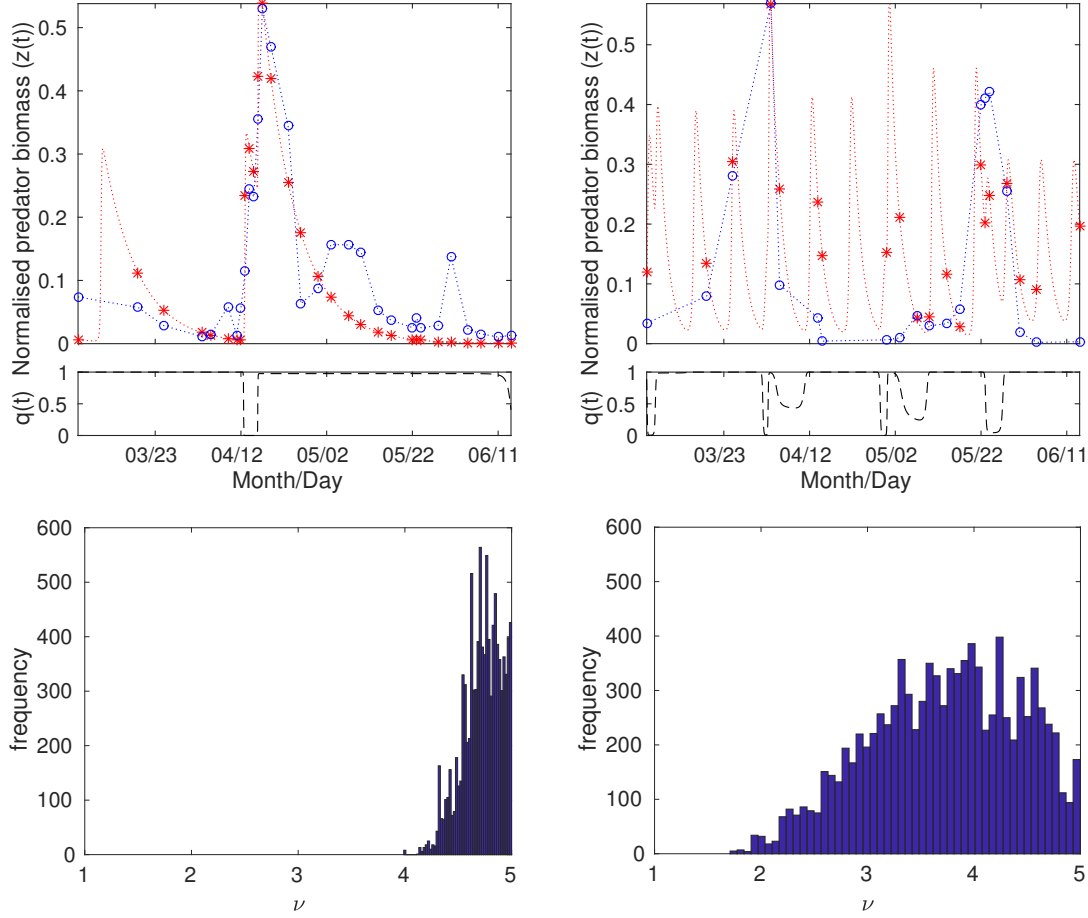 Normalised predator biomass (z(t))
0.5
0.4
0.3
0.2
0.1
0
q(t)
1
0.5
0
03/23 04/12 05/02 05/22 06/11
Month/Day
Normalised predator biomass (z(t))
0.5
0.4
0.3
0.2
0.1
0
q(t)
1
0.5
0
03/23 04/12 05/02 05/22 06/11
Month/Day
frequency
600
500
400
300
200
100
0
1 2 3 4 5
ν
frequency
600
500
400
300
200
100
0
1 2 3 4 5
ν